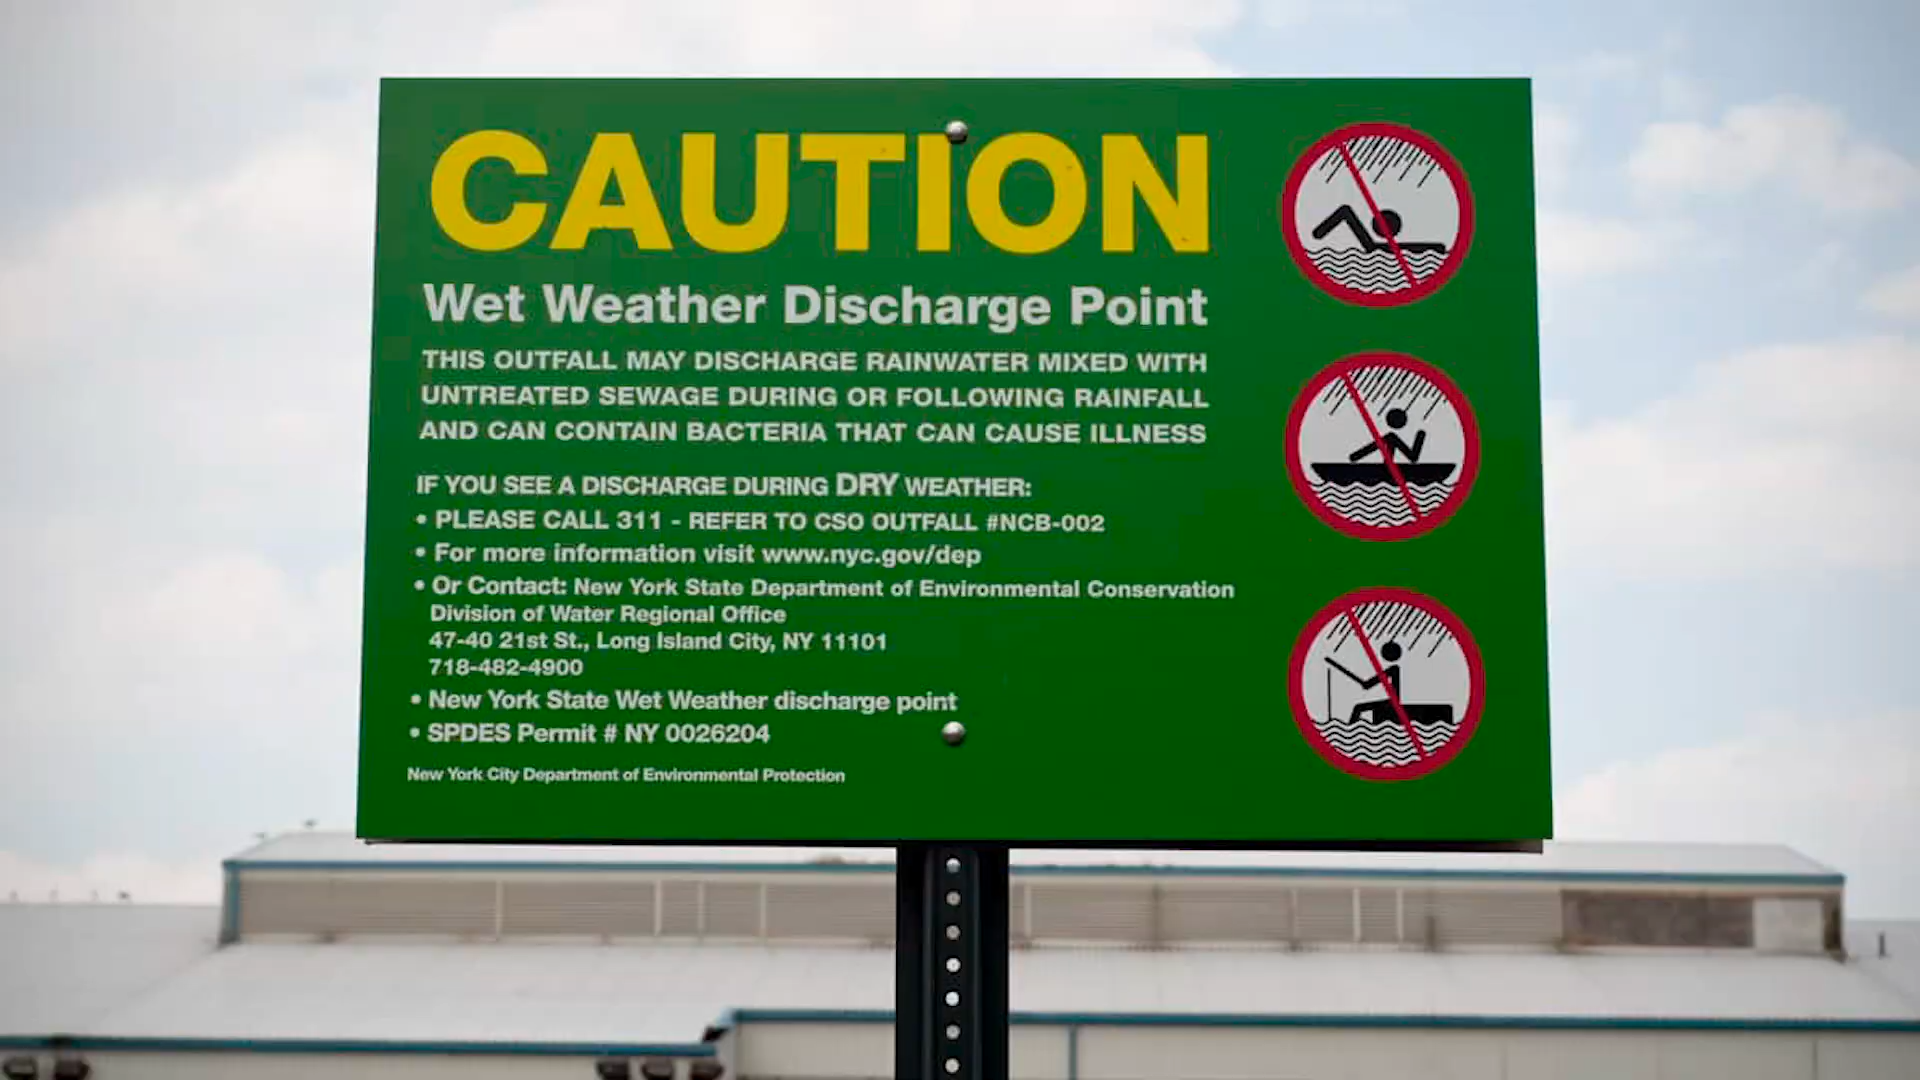 CAUTION
Wet Weather Discharge Point
THIS OUTFALL MAY DISCHARGE RAINWATER MIXED WITH
UNTREATED SEWAGE DURING OR FOLLOWING RAINFALL
AND CAN CONTAIN BACTERIA THAT CAN CAUSE ILLNESS
IF YOU SEE A DISCHARGE DURING DRY WEATHER:
• PLEASE CALL 311 - REFER TO CSO OUTFALL #NCB-002
• For more information visit www.nyc.gov/dep
• Or Contact: New York State Department of Environmental Conservation
Division of Water Regional Office
47-40 21st St., Long Island City, NY 11101
718-482-4900
• New York State Wet Weather discharge point
• SPDES Permit # NY 0026204
New York City Department of Environmental Protection